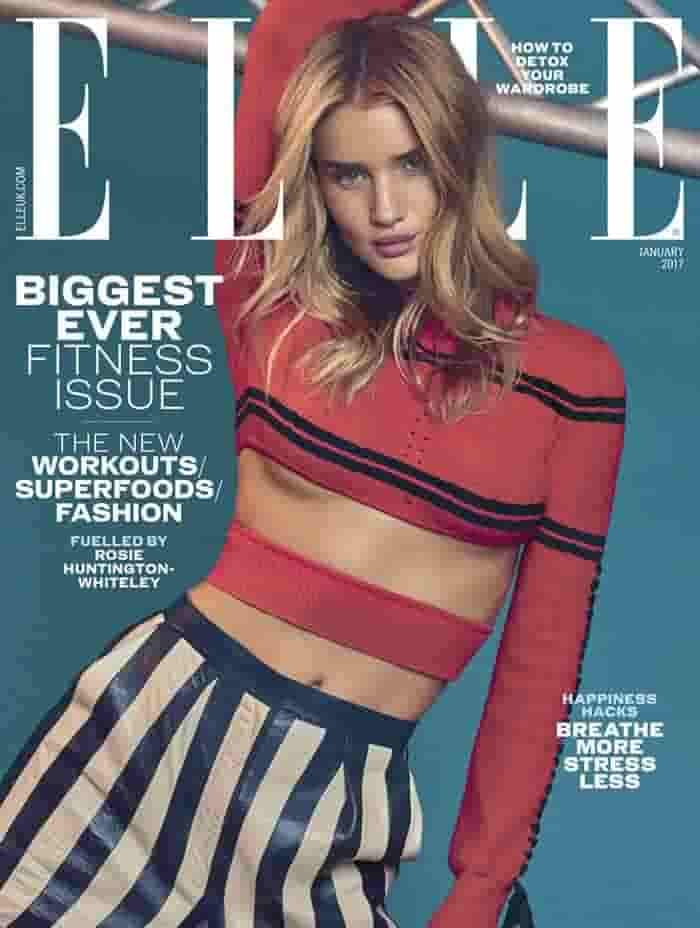 ELLE
HOW TO
DETOX
YOUR
WARDROBE
ELLEUK.COM
JANUARY
2017
BIGGEST
EVER
FITNESS
ISSUE
THE NEW
WORKOUTS/
SUPERFOODS/
FASHION
FUELLED BY
ROSIE
HUNTINGTON-
WHITELEY
HAPPINESS
HACKS
BREATHE
MORE
STRESS
LESS